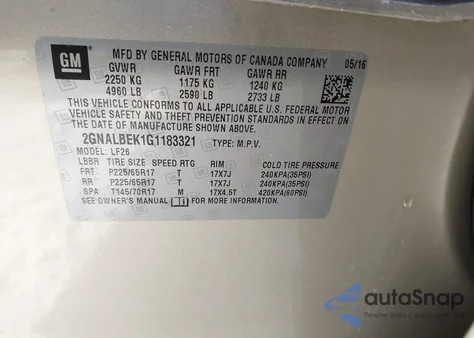 GM
MFD BY GENERAL MOTORS OF CANADA COMPANY
05/16
GVWR GAWR FRT GAWR RR
2250 KG 1175 KG 1240 KG
4960 LB 2590 LB 2733 LB
THIS VEHICLE CONFORMS TO ALL APPLICABLE U.S. FEDERAL MOTOR
VEHICLE SAFETY AND THEFT PREVENTION STANDARDS IN EFFECT ON
THE DATE OF MANUFACTURE SHOWN ABOVE.
2GNALBEK1G1183321 TYPE: M.P.V.
MODEL: LF26
LBBR TIRE SIZE SPEED RTG RIM COLD TIRE PRESSURE
FRT P225/65R17 T 17X7J 240KPA(35PSI)
RR P225/65R17 T 17X7J 240KPA(35PSI)
SPA T145/70R17 M 17X4.5T 420KPA(60PSI)
SEE OWNER'S MANUAL FOR MORE INFORMATION
autoSnap